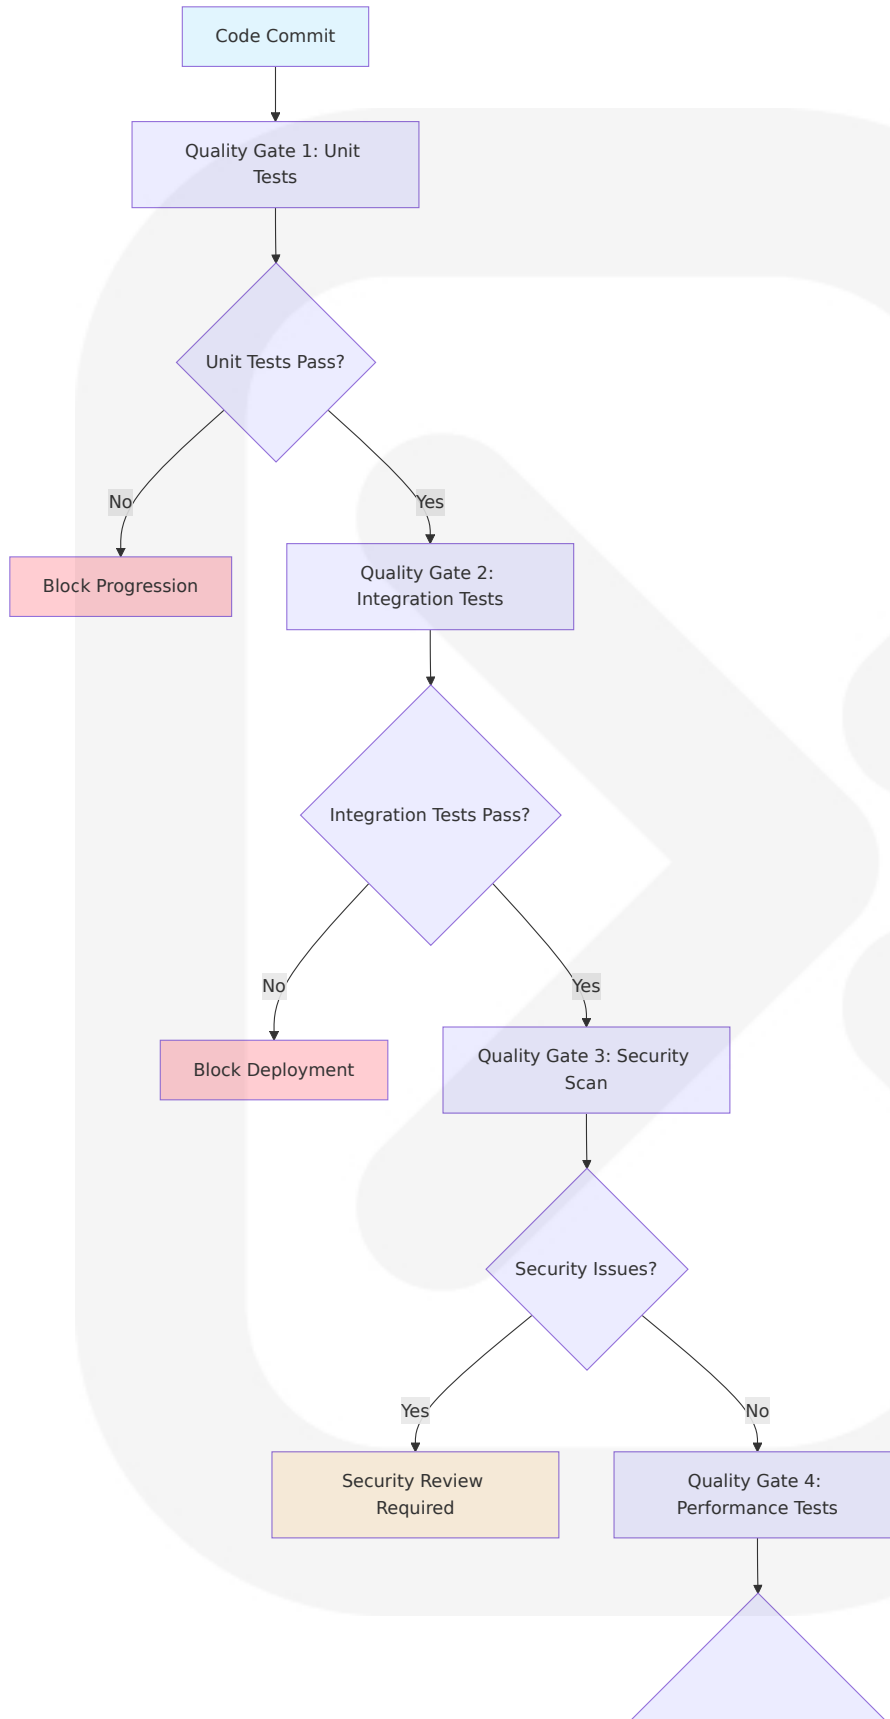 Code Commit
Quality Gate 1: Unit
Tests
Unit Tests Pass?
No
Yes
Block Progression
Quality Gate 2:
Integration Tests
Integration Tests Pass?
No
Yes
Block Deployment
Quality Gate 3: Security
Scan
Security Issues?
Yes
No
Security Review
Required
Quality Gate 4:
Performance Tests